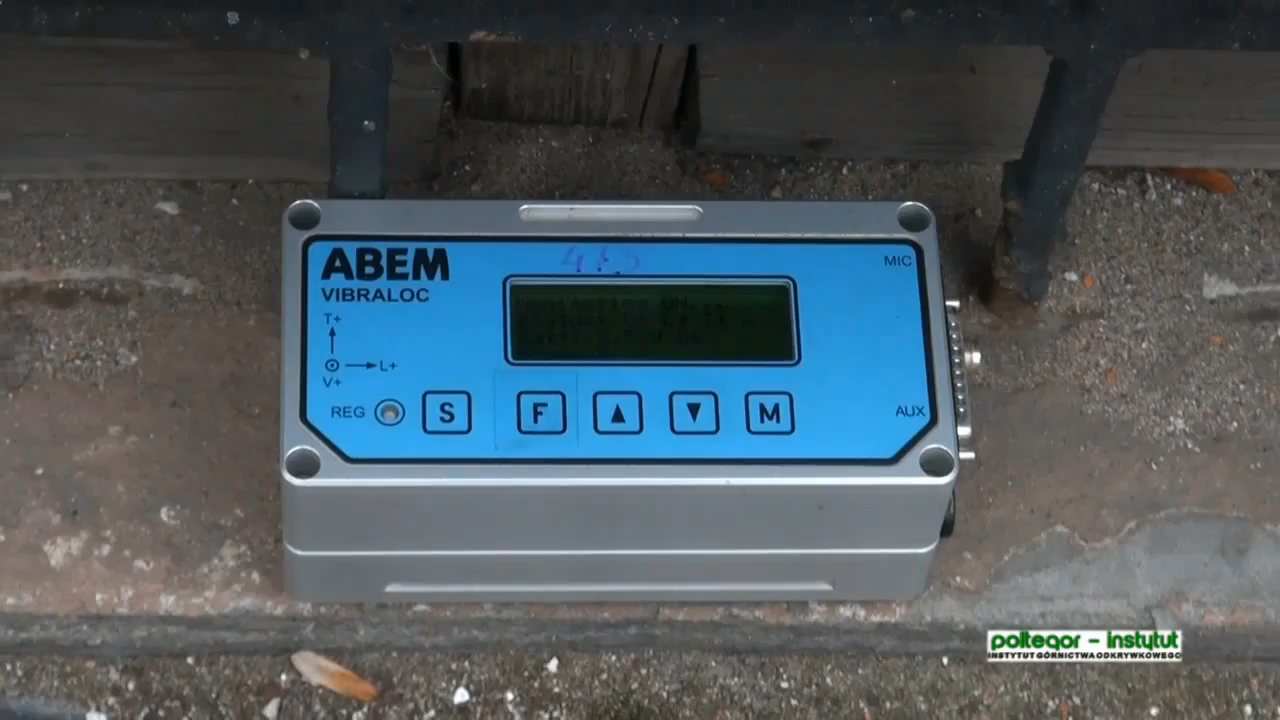 ABEM
VIBRALOC
MIC
T+
L+
V+
REG
S
F
M
AUX
poltegor - instytut
INSTYTUT GÓRNICTWA ODKRYWKOWEGO